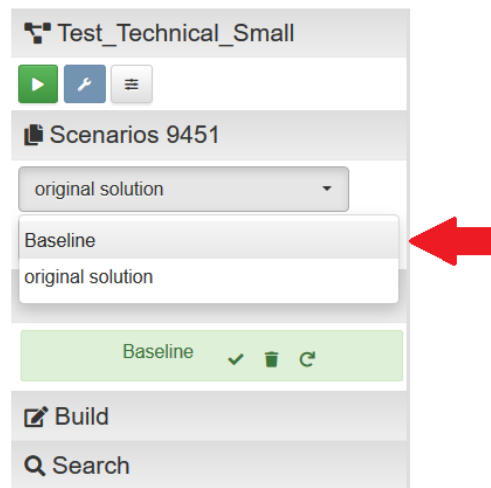 Test_Technical_Small
Scenarios 9451
original solution
Baseline
original solution
Baseline
Build
Search